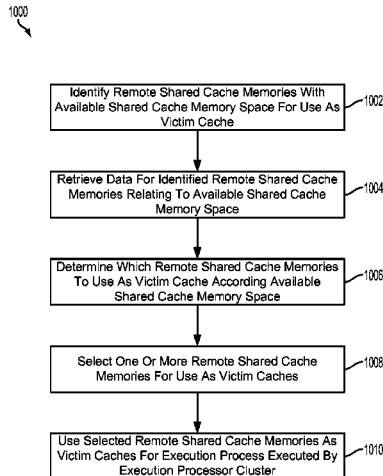 1000
Identify Remote Shared Cache Memories With
Available Shared Cache Memory Space For Use As
Victim Cache
1002
Retrieve Data For Identified Remote Shared Cache
Memories Relating To Available Shared Cache
Memory Space
1004
Determine Which Remote Shared Cache Memories
To Use As Victim Cache According Available
Shared Cache Memory Space
1006
Select One Or More Remote Shared Cache
Memories For Use As Victim Caches
1008
Use Selected Remote Shared Cache Memories As
Victim Caches For Execution Process Executed By
Execution Processor Cluster
1010